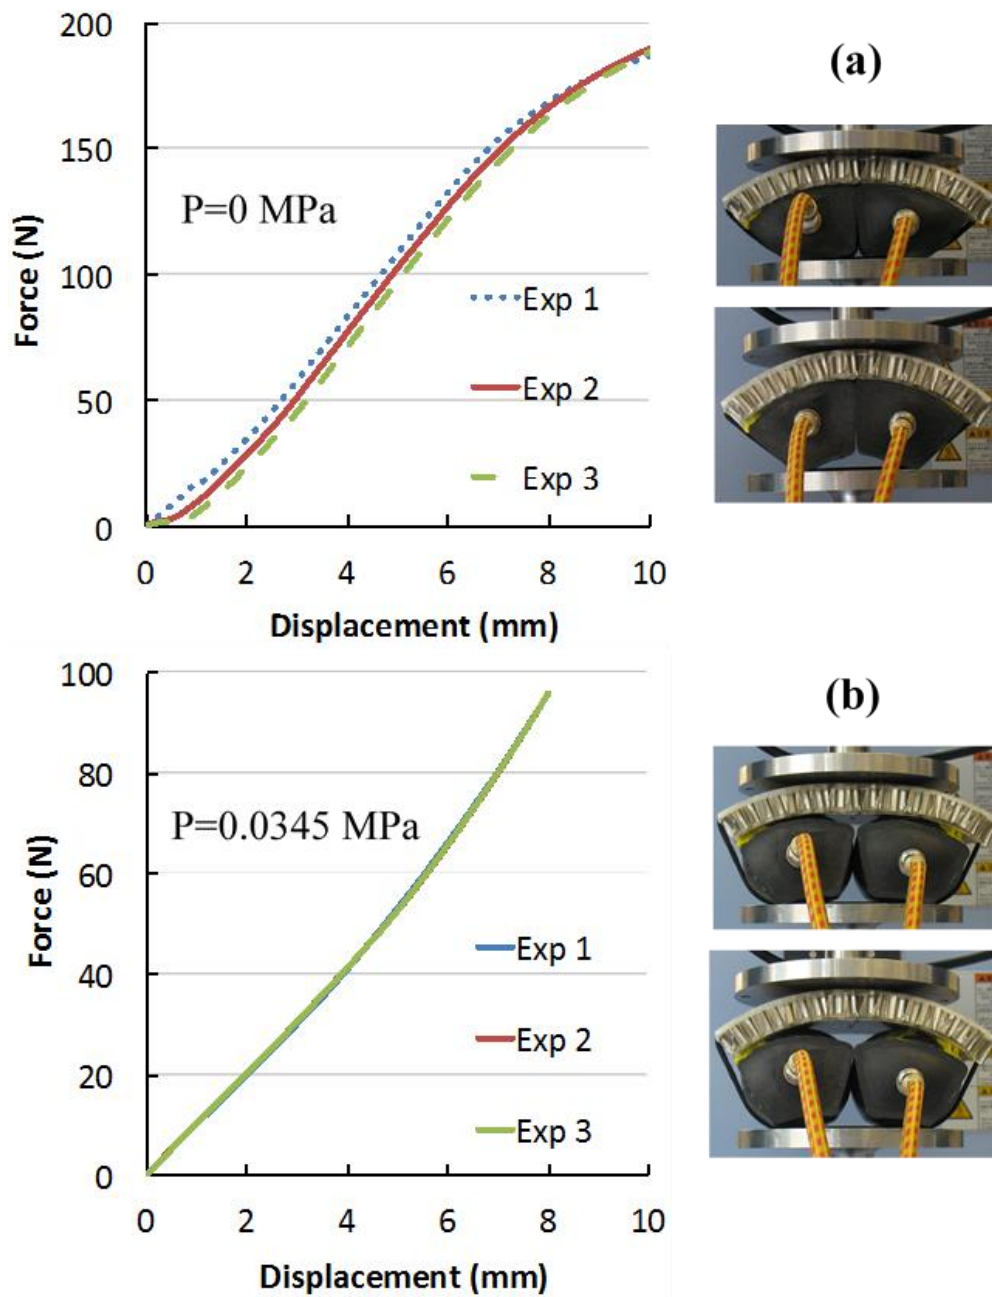 200
150
100
50
0
Force (N)
P=0 MPa
Exp 1
Exp 2
Exp 3
0 2 4 6 8 10
Displacement (mm)
(a)
100
80
60
40
20
0
Force (N)
P=0.0345 MPa
Exp 1
Exp 2
Exp 3
0 2 4 6 8 10
Displacement (mm)
(b)